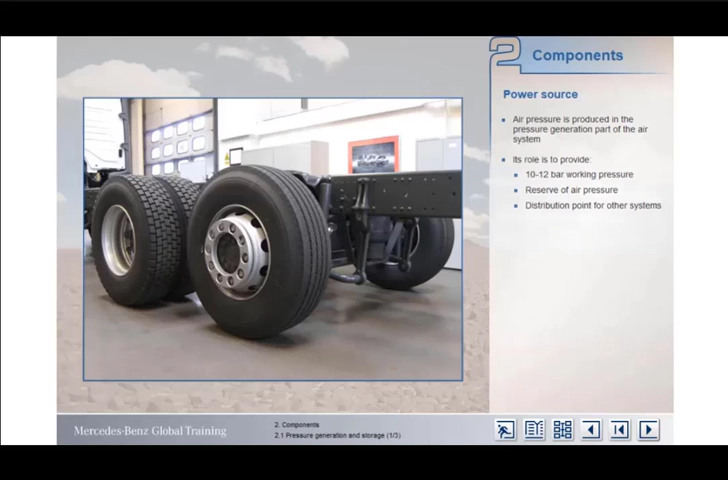 2
Components
Power source
Air pressure is produced in the
pressure generation part of the air
system
Its role is to provide:
10-12 bar working pressure
Reserve of air pressure
Distribution point for other systems
Mercedes-Benz Global Training
2. Components
2.1 Pressure generation and storage (1/3)